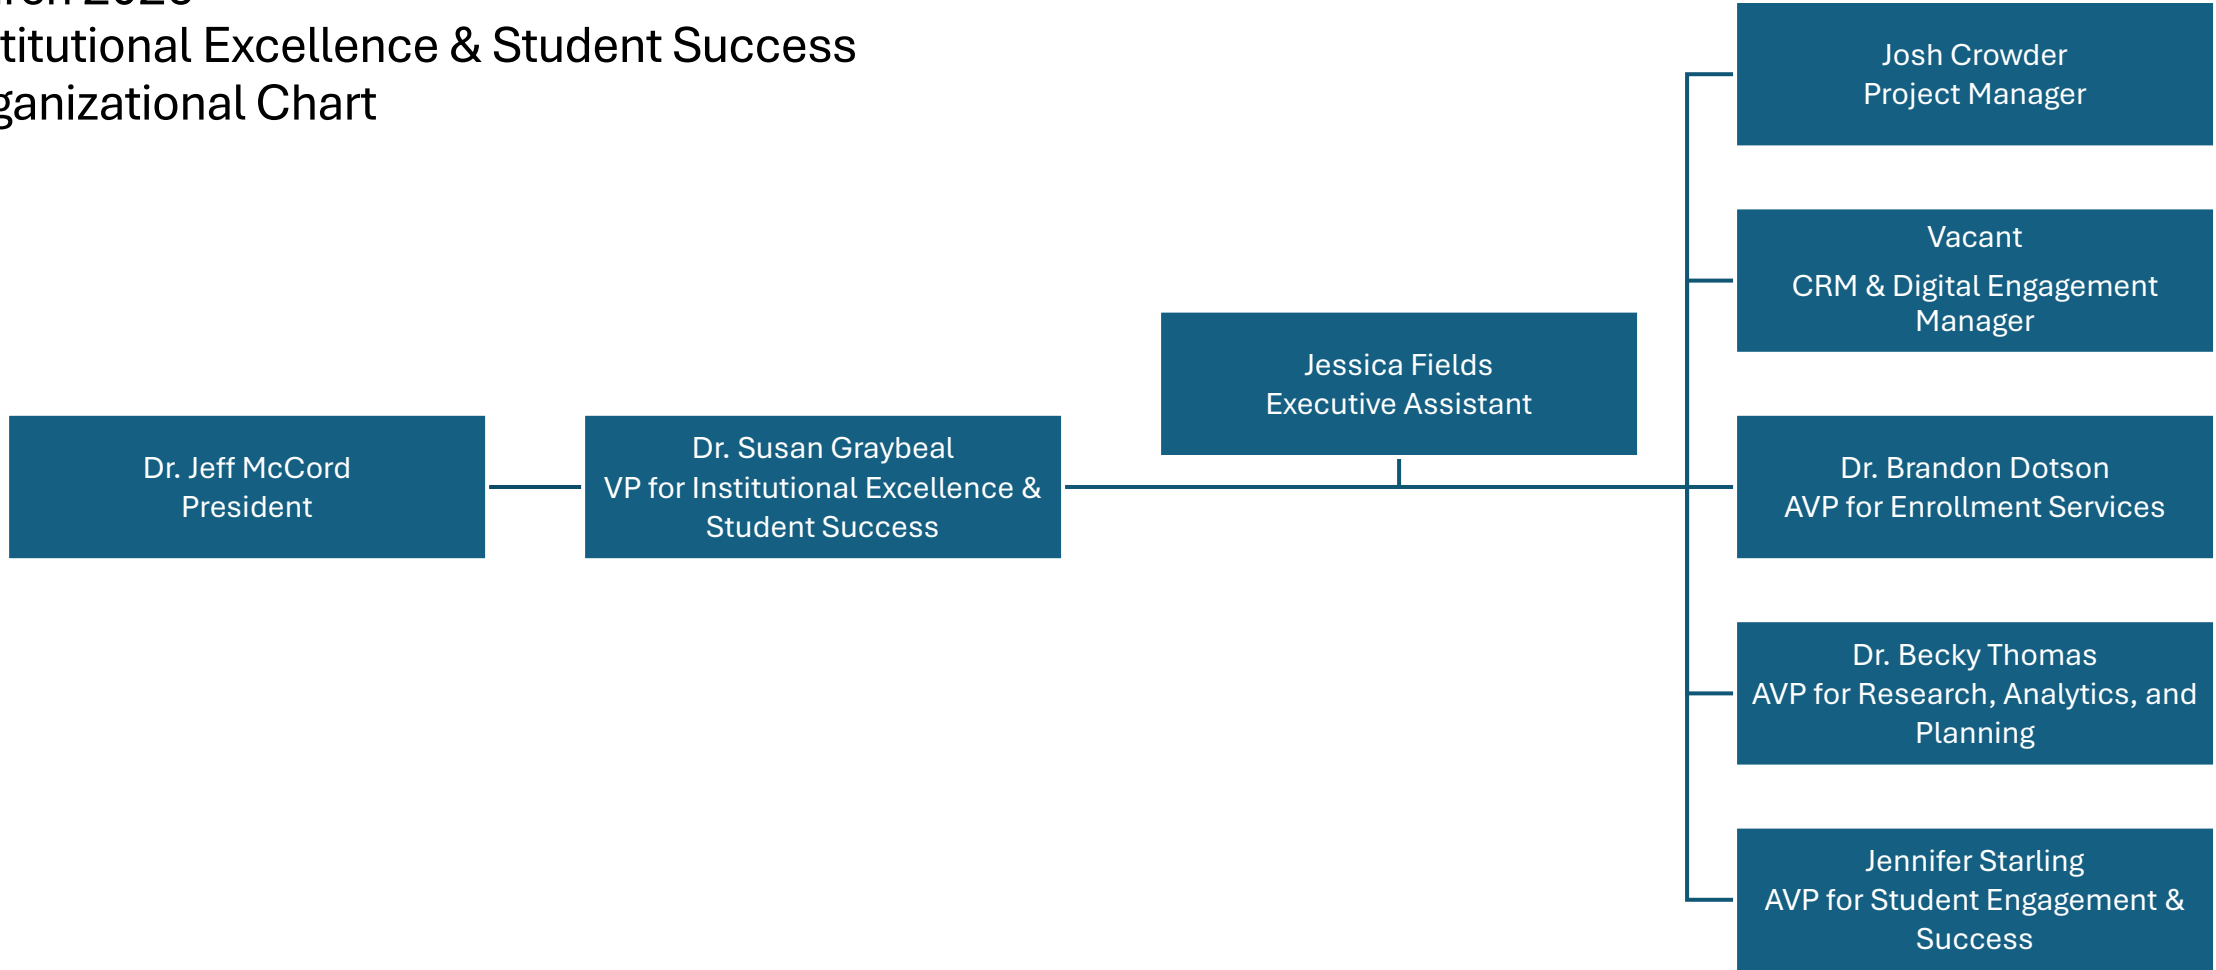 titutional Excellence & Student Success
ganizational Chart
Josh Crowder
Project Manager
Vacant
CRM & Digital Engagement
Manager
Jessica Fields
Executive Assistant
Dr. Jeff McCord
President
Dr. Susan Graybeal
VP for Institutional Excellence &
Student Success
Dr. Brandon Dotson
AVP for Enrollment Services
Dr. Becky Thomas
AVP for Research, Analytics, and
Planning
Jennifer Starling
AVP for Student Engagement &
Success